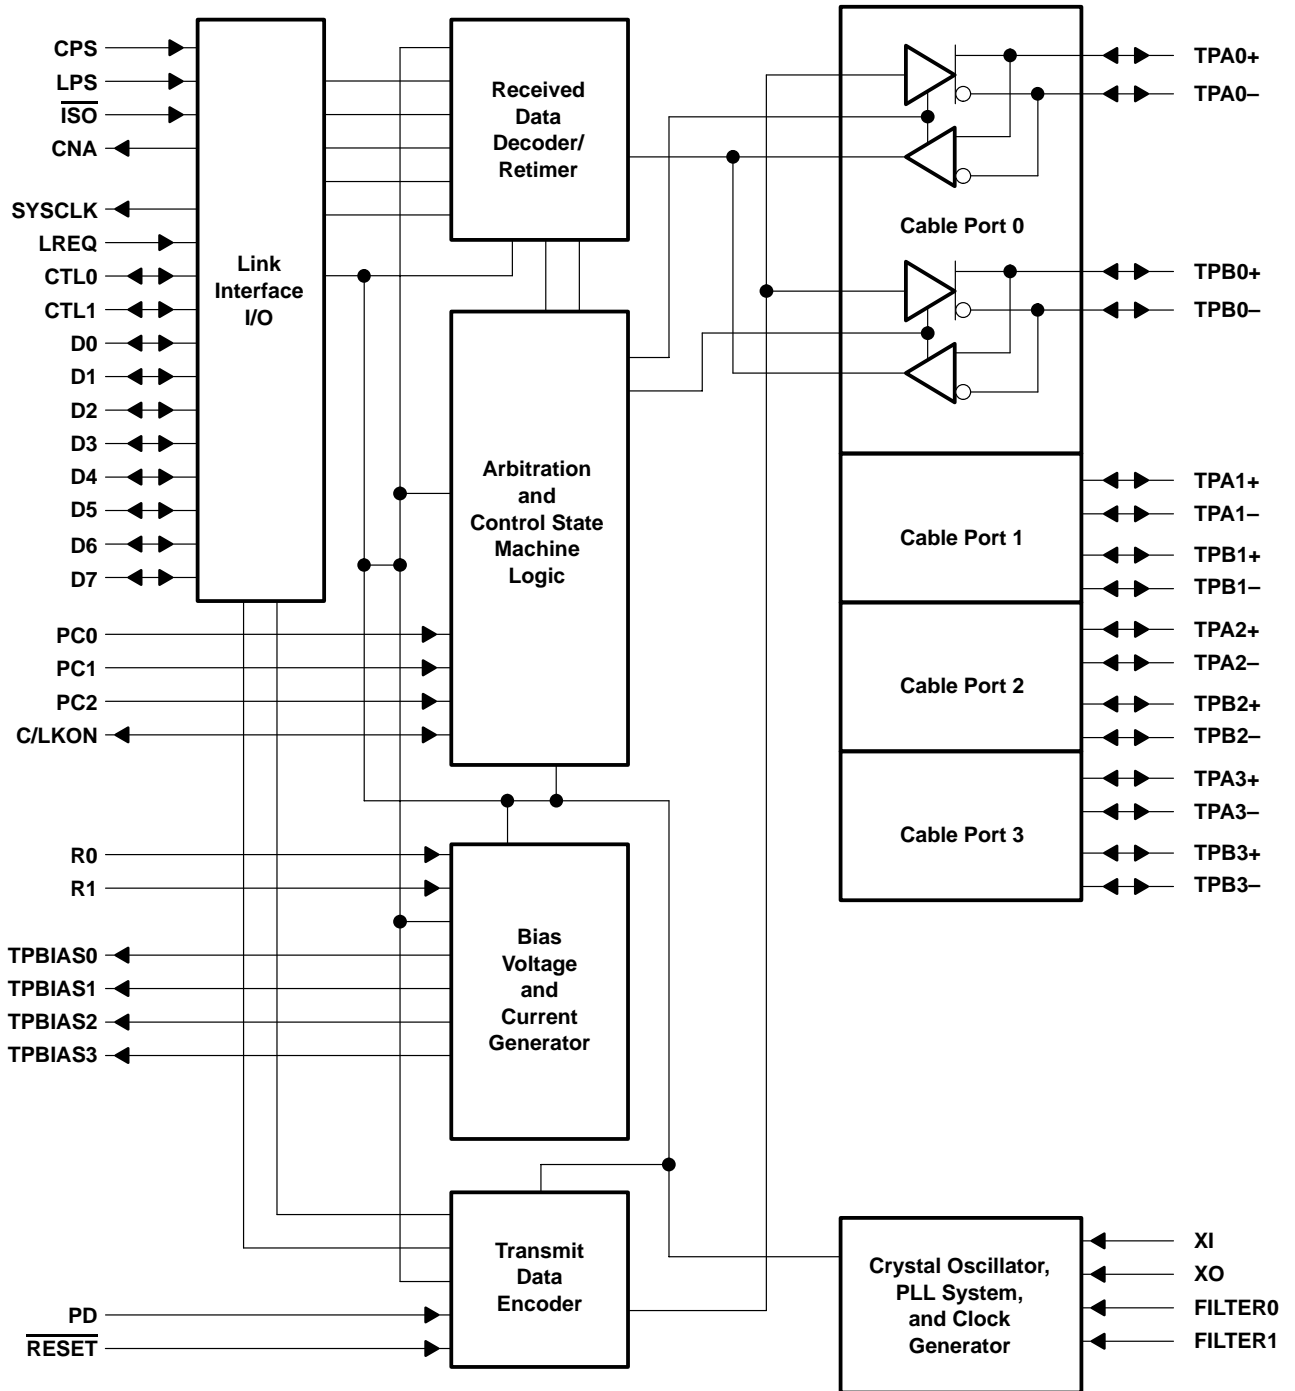 CPS
LPS
ISO
CNA
SYSCLK
LREQ
CTL0
CTL1
D0
D1
D2
D3
D4
D5
D6
D7
PC0
PC1
PC2
C/LKON
R0
R1
TPBIAS0
TPBIAS1
TPBIAS2
TPBIAS3
PD
RESET
Link
Interface
I/O
Received
Data
Decoder/
Retimer
Arbitration
and
Control State
Machine
Logic
Bias
Voltage
and
Current
Generator
Transmit
Data
Encoder
Cable Port 0
Cable Port 1
Cable Port 2
Cable Port 3
Crystal Oscillator,
PLL System,
and Clock
Generator
TPA0+
TPA0–
TPB0+
TPB0–
TPA1+
TPA1–
TPB1+
TPB1–
TPA2+
TPA2–
TPB2+
TPB2–
TPA3+
TPA3–
TPB3+
TPB3–
XI
XO
FILTER0
FILTER1